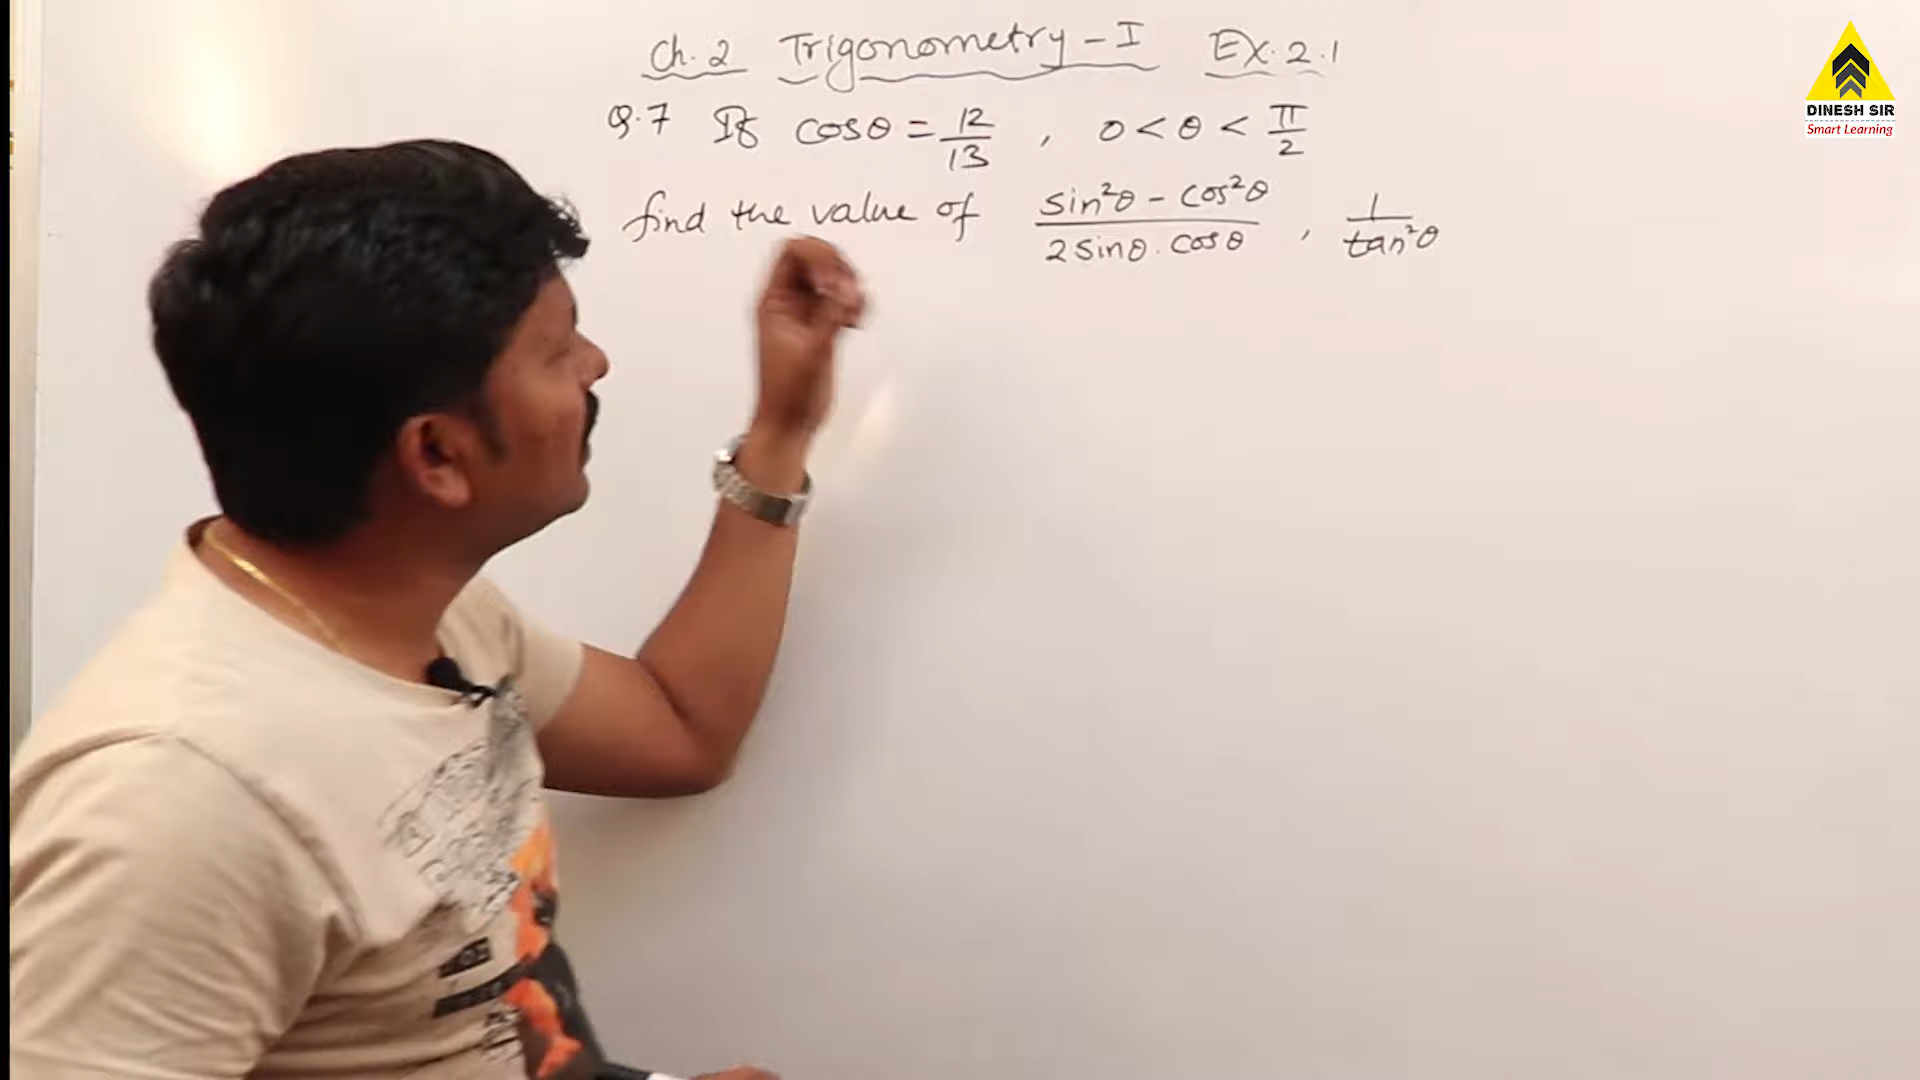 Ch. 2 Trigonometry - I Ex. 2.1
Q.7 If cosθ = 12/13 , 0 < θ < π/2
find the value of (sin²θ - cos²θ)/(2sinθ.cosθ) , 1/tan²θ
DINESH SIR
Smart Learning